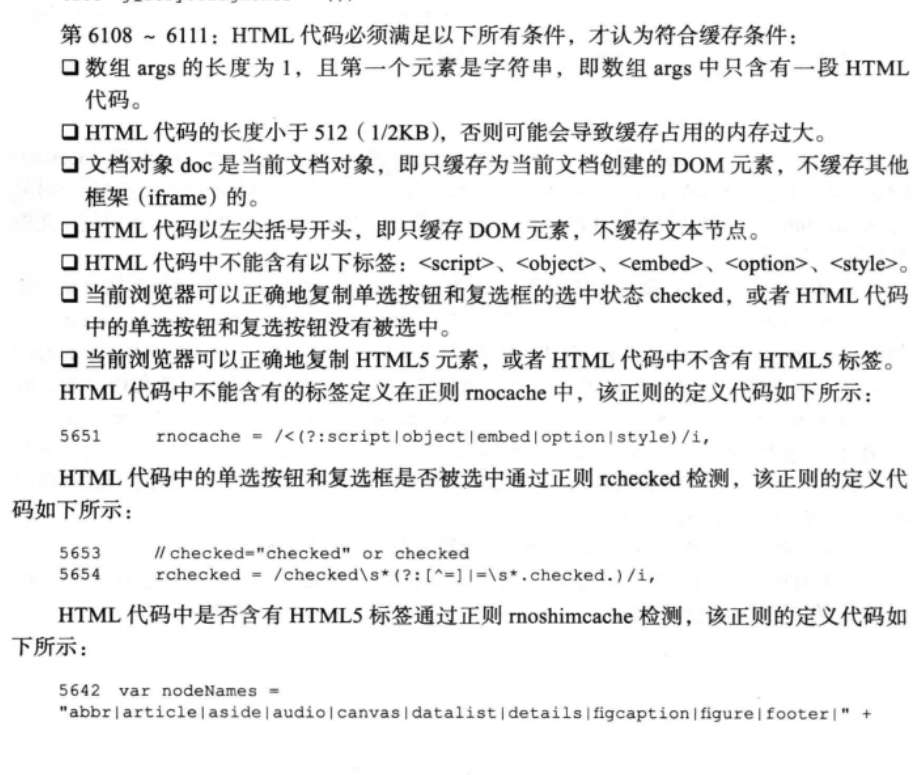 第 6108 ~ 6111：HTML 代码必须满足以下所有条件，才认为符合缓存条件：
❑ 数组 args 的长度为 1，且第一个元素是字符串，即数组 args 中只含有一段 HTML
代码。
❑ HTML 代码的长度小于 512（1/2KB），否则可能会导致缓存占用的内存过大。
❑ 文档对象 doc 是当前文档对象，即只缓存为当前文档创建的 DOM 元素，不缓存其他
框架（iframe）的。
❑ HTML 代码以左尖括号开头，即只缓存 DOM 元素，不缓存文本节点。
❑ HTML 代码中不能含有以下标签：<script>、<object>、<embed>、<option>、<style>。
❑ 当前浏览器可以正确地复制单选按钮和复选框的选中状态 checked，或者 HTML 代码
中的单选按钮和复选按钮没有被选中。
❑ 当前浏览器可以正确地复制 HTML5 元素，或者 HTML 代码中不含有 HTML5 标签。
HTML 代码中不能含有的标签定义在正则 rnocache 中，该正则的定义代码如下所示：
5651 rnocache = /<(?:script|object|embed|option|style)/i,
HTML 代码中的单选按钮和复选框是否被选中通过正则 rchecked 检测，该正则的定义代
码如下所示：
5653 // checked="checked" or checked
5654 rchecked = /checked\s*(?:[^=]|=\s*.checked.)/i,
HTML 代码中是否含有 HTML5 标签通过正则 rnoshimcache 检测，该正则的定义代码如
下所示：
5642 var nodeNames =
"abbr|article|aside|audio|canvas|datalist|details|figcaption|figure|footer|" +